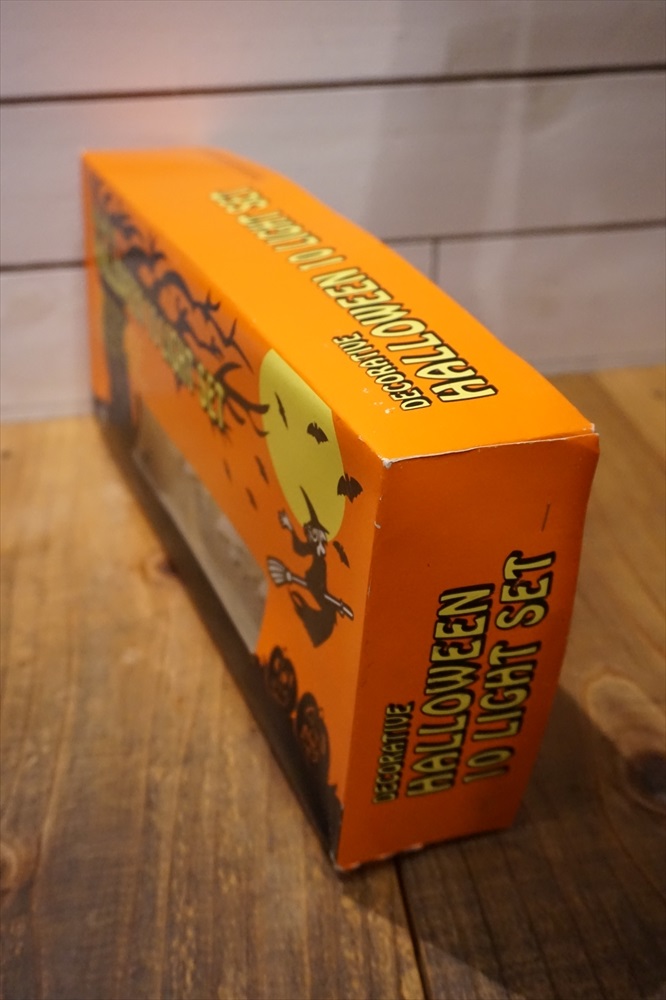 DECORATIVE
HALLOWEEN 10 LIGHT SET
DECORATIVE
HALLOWEEN
10 LIGHT SET